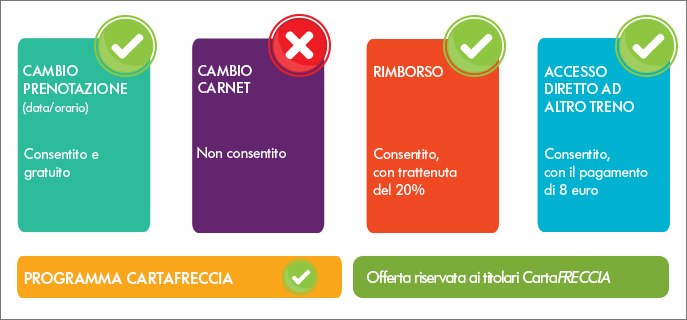 CAMBIO
PRENOTAZIONE
(data/orario)
Consentito e
gratuito
CAMBIO
CARNET
Non consentito
RIMBORSO
Consentito,
con trattenuta
del 20%
ACCESSO
DIRETTO AD
ALTRO TRENO
Consentito,
con il pagamento
di 8 euro
PROGRAMMA CARTAFRECCIA
Offerta riservata ai titolari CartaFRECCIA